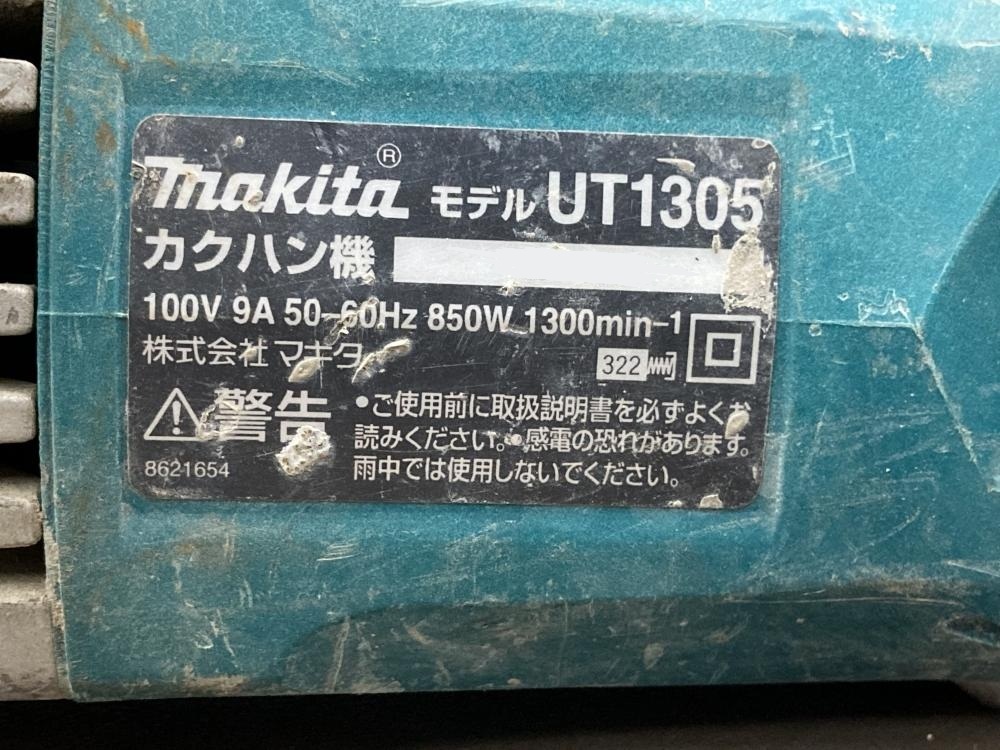 makita® モデル UT1305
カクハン機
100V 9A 50-60Hz 850W 1300min-1
株式会社 マキタ 322
警告 •ご使用前に取扱説明書を必ずよくお
読みください。•感電の恐れがあります。
8621654 雨中では使用しないでください。